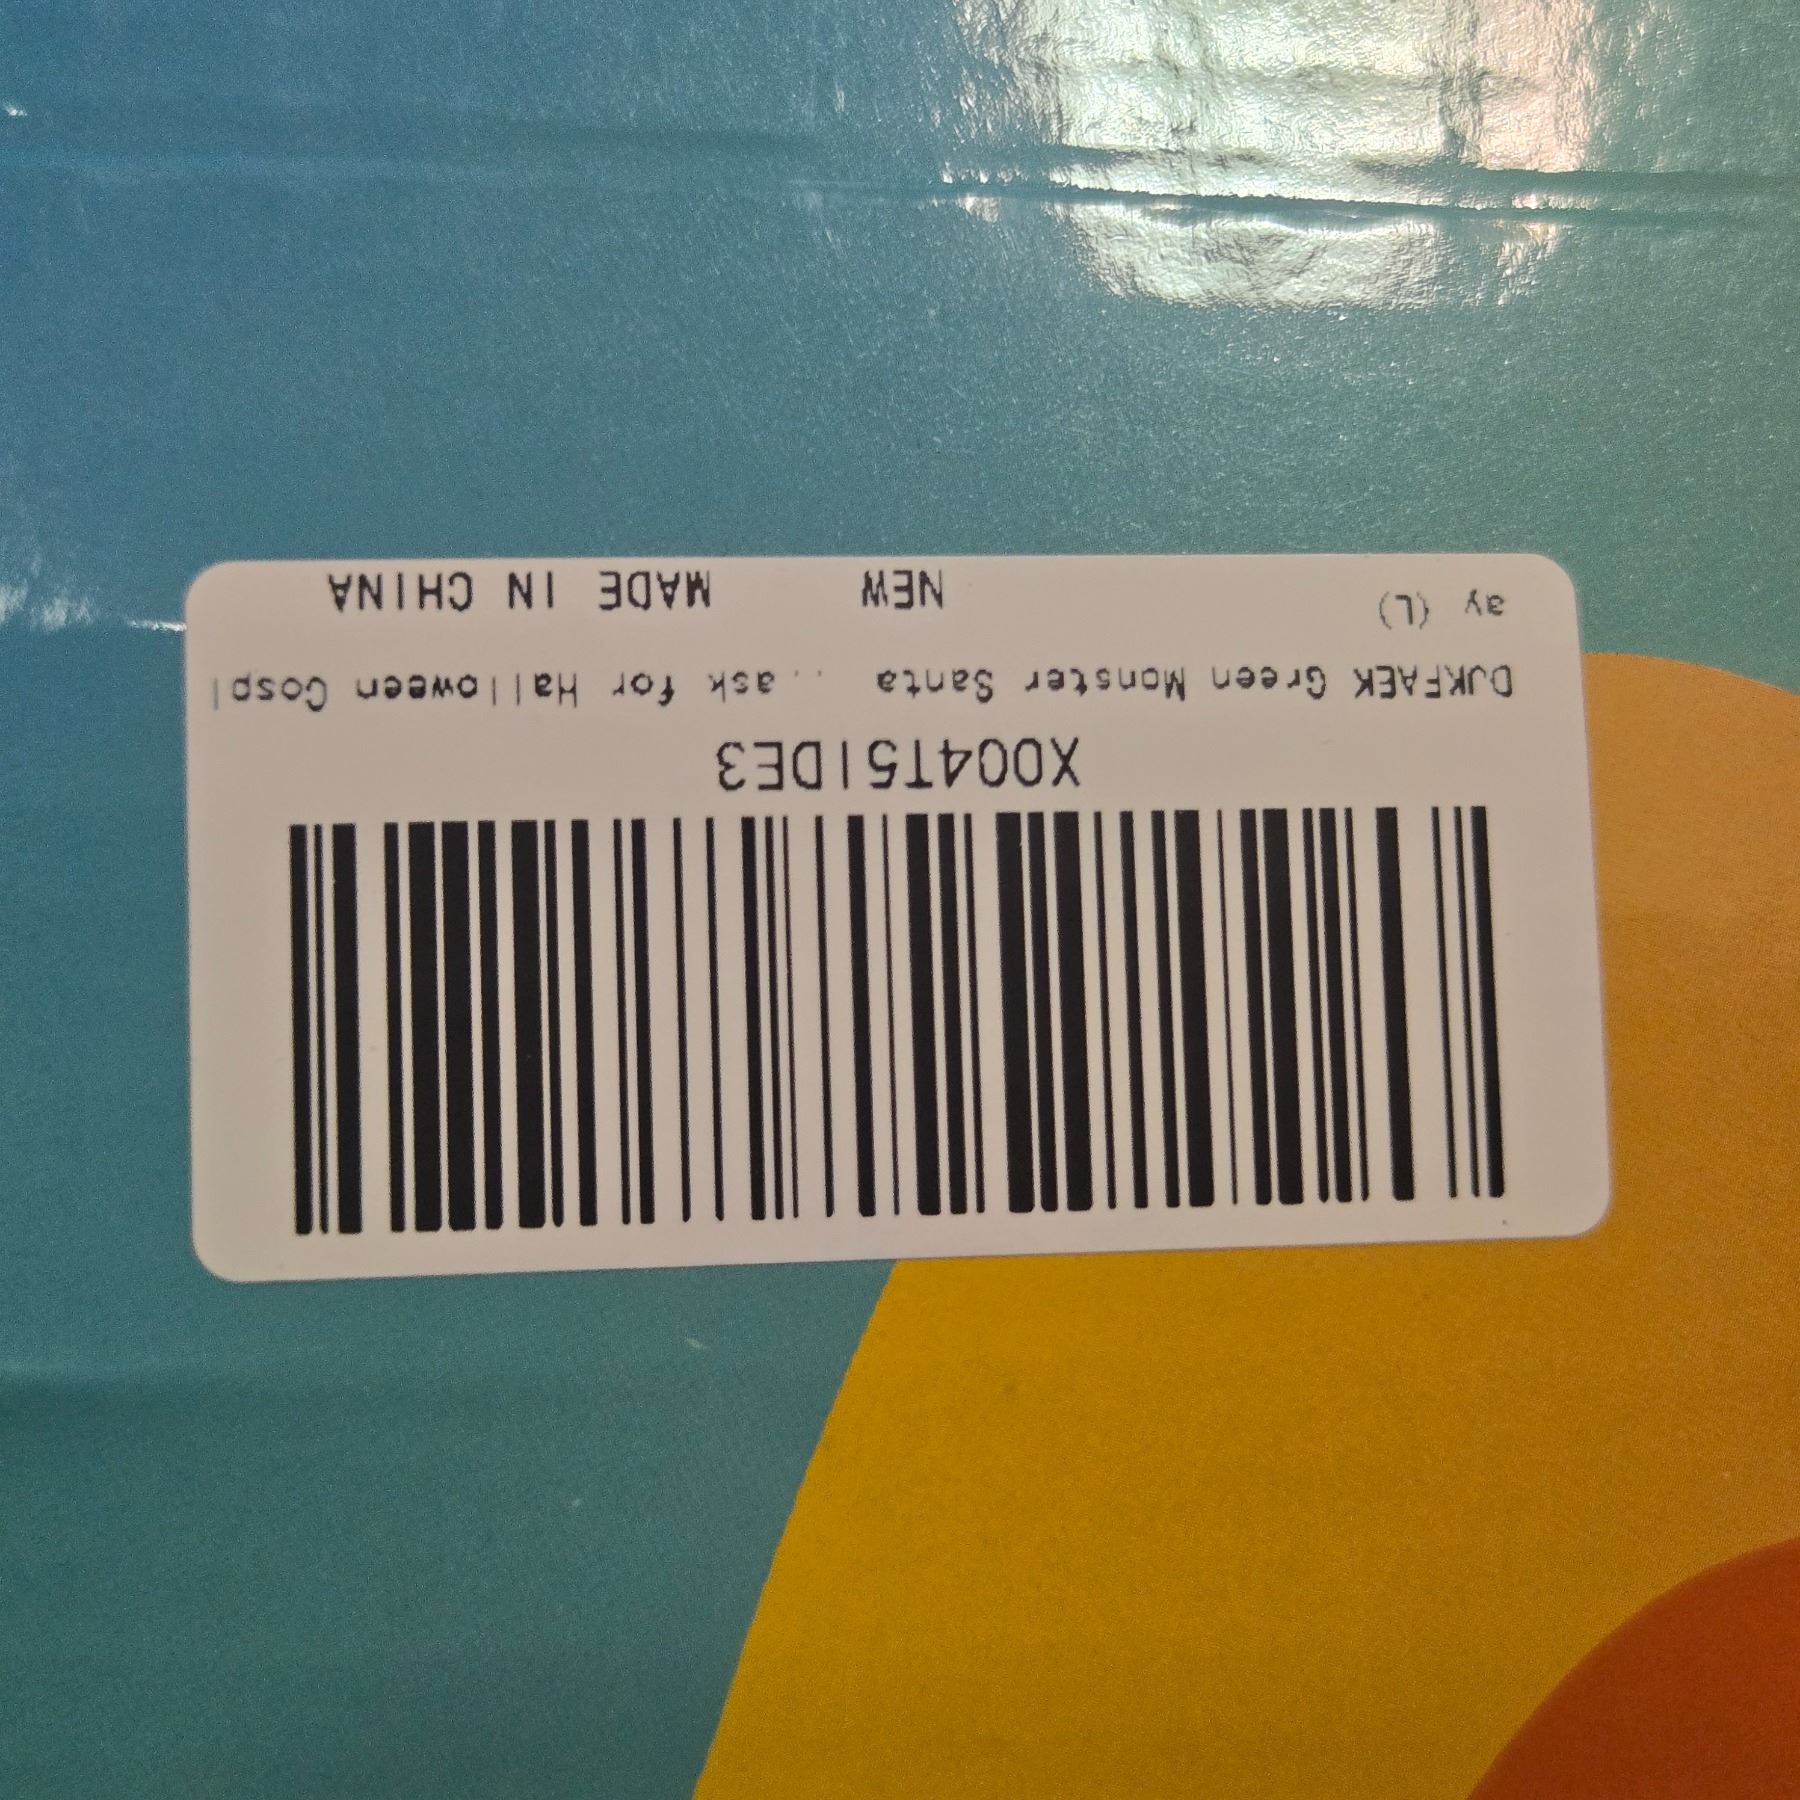 X004T5IDE3
DJKFAEK Green Monster Santa ...ask for Halloween Cospl
ay (L)
NEW MADE IN CHINA